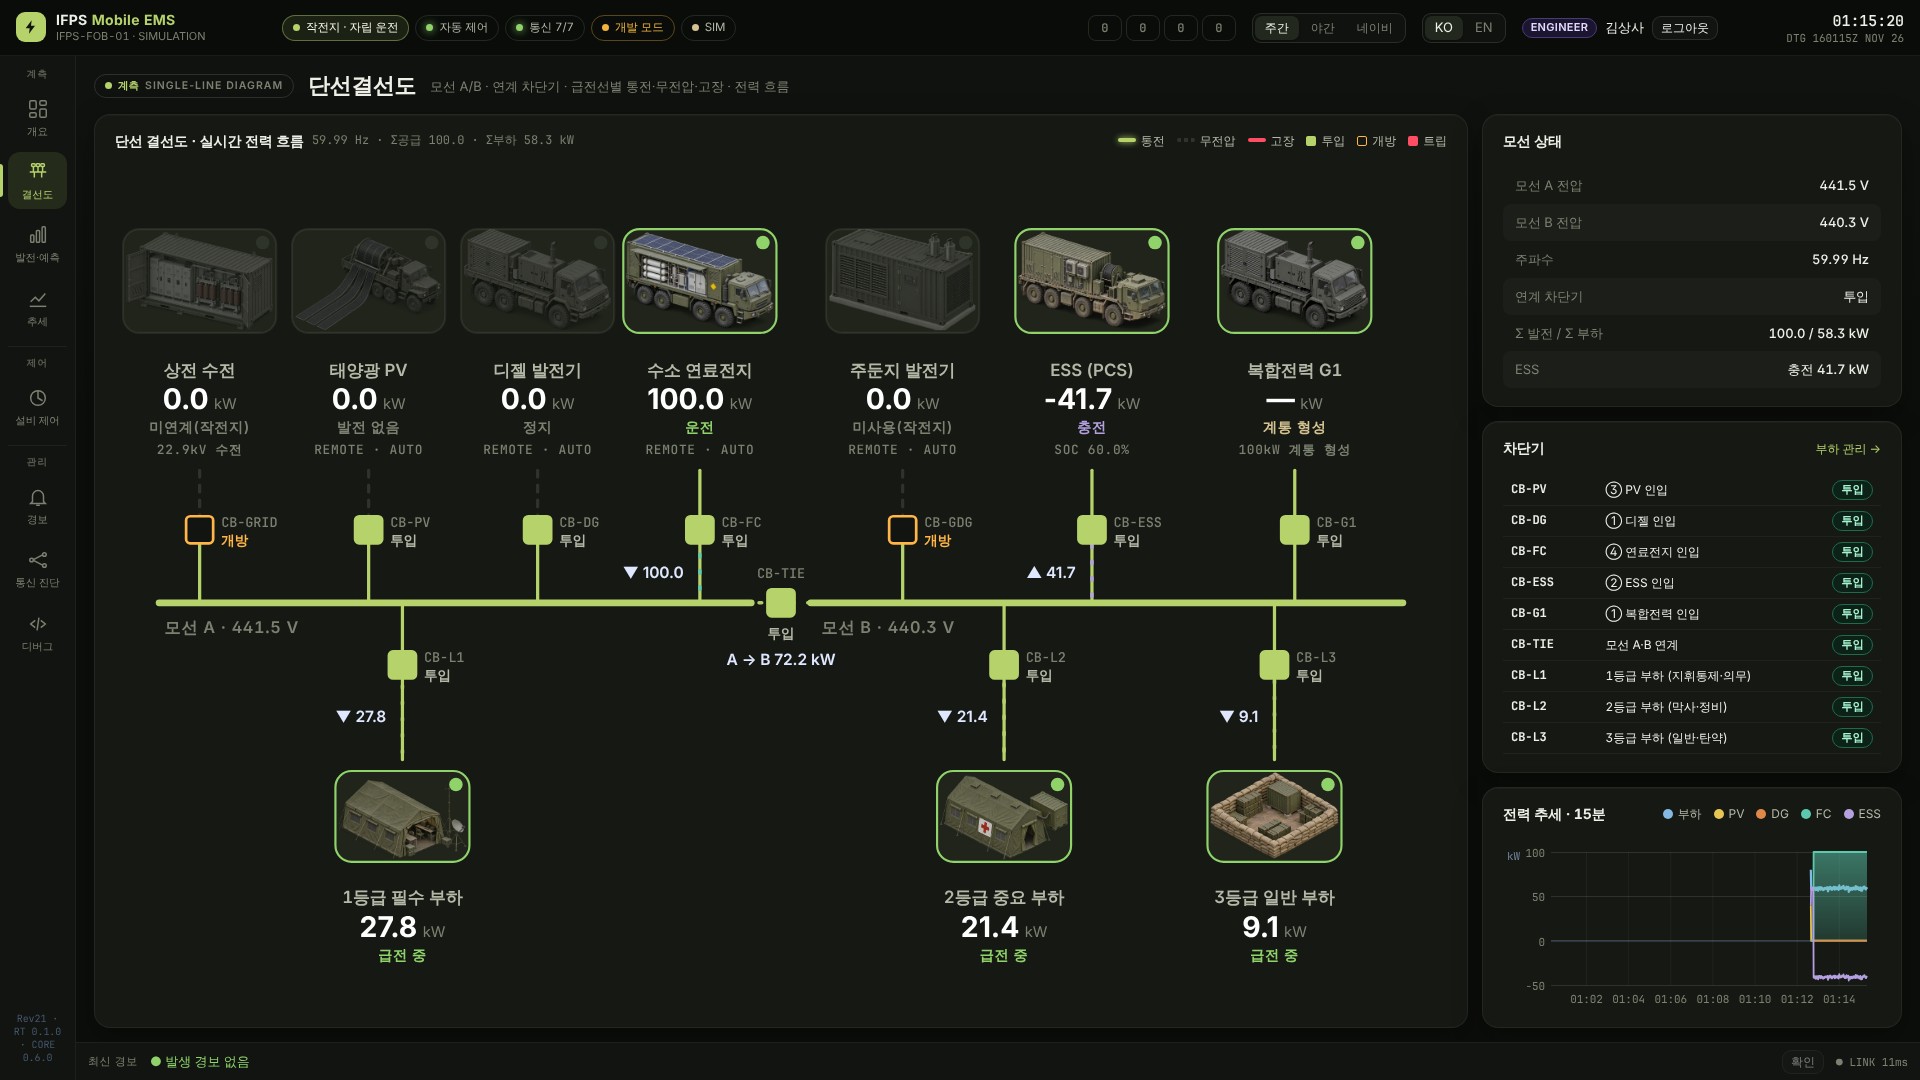 IFPS Mobile EMS
IFPS-FOB-01 · SIMULATION
작전지 · 자립 운전
자동 제어
통신 7/7
개발 모드
SIM
0 0 0 0
주간 야간 네이비
KO EN
ENGINEER 김상사 로그아웃
01:15:20
DTG 160115Z NOV 26
계측
개요
결선도
발전·예측
추세
제어
설비 제어
관리
경보
통신 진단
디버그
Rev21 ·
RT 0.1.0
· CORE
0.6.0
계측 SINGLE-LINE DIAGRAM
단선결선도
모선 A/B · 연계 차단기 · 급전선별 통전·무전압·고장 · 전력 흐름
단선 결선도 · 실시간 전력 흐름 59.99 Hz · Σ공급 100.0 · Σ부하 58.3 kW
통전 무전압 고장 투입 개방 트립
상전 수전
0.0 kW
미연계(작전지)
22.9kV 수전
태양광 PV
0.0 kW
발전 없음
REMOTE · AUTO
디젤 발전기
0.0 kW
정지
REMOTE · AUTO
수소 연료전지
100.0 kW
운전
REMOTE · AUTO
주둔지 발전기
0.0 kW
미사용(작전지)
REMOTE · AUTO
ESS (PCS)
-41.7 kW
충전
SOC 60.0%
복합전력 G1
— kW
계통 형성
100kW 계통 형성
CB-GRID
개방
CB-PV
투입
CB-DG
투입
CB-FC
투입
CB-GDG
개방
CB-ESS
투입
CB-G1
투입
▼ 100.0
▲ 41.7
CB-TIE
투입
A → B 72.2 kW
모선 A · 441.5 V
모선 B · 440.3 V
CB-L1
투입
CB-L2
투입
CB-L3
투입
▼ 27.8
▼ 21.4
▼ 9.1
1등급 필수 부하
27.8 kW
급전 중
2등급 중요 부하
21.4 kW
급전 중
3등급 일반 부하
9.1 kW
급전 중
모선 상태
모선 A 전압 441.5 V
모선 B 전압 440.3 V
주파수 59.99 Hz
연계 차단기 투입
Σ 발전 / Σ 부하 100.0 / 58.3 kW
ESS 충전 41.7 kW
차단기 부하 관리 →
CB-PV ③ PV 인입 투입
CB-DG ① 디젤 인입 투입
CB-FC ④ 연료전지 인입 투입
CB-ESS ② ESS 인입 투입
CB-G1 ① 복합전력 인입 투입
CB-TIE 모선 A·B 연계 투입
CB-L1 1등급 부하 (지휘통제·의무) 투입
CB-L2 2등급 부하 (막사·정비) 투입
CB-L3 3등급 부하 (일반·탄약) 투입
전력 추세 · 15분 부하 PV DG FC ESS
kW 100
50
0
-50
01:02 01:04 01:06 01:08 01:10 01:12 01:14
최신 경보 발생 경보 없음
확인 LINK 11ms